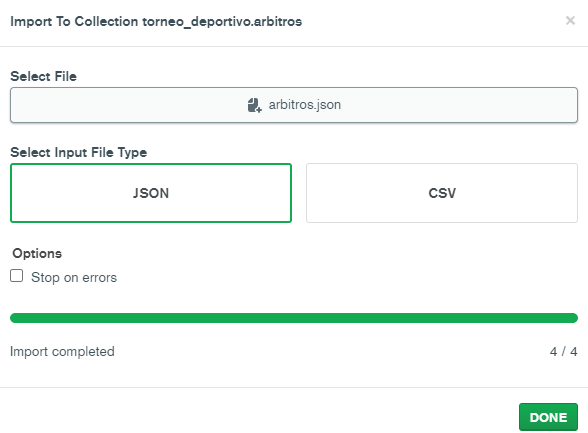 Import To Collection torneo_deportivo.arbitros
×
Select File
arbitros.json
Select Input File Type
JSON
CSV
Options
Stop on errors
Import completed
4 / 4
DONE